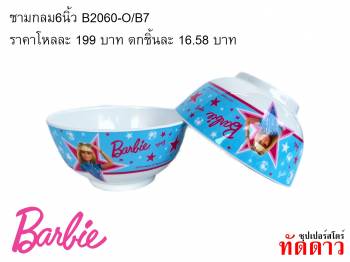 ชามกลม6นิ้ว B2060-O/B7
ราคาโหลละ 199 บาท ตกชิ้นละ 16.58 บาท
Barbie
Barbie
Barbie
Barbie
ซุปเปอร์สโตร์
ทัดดาว